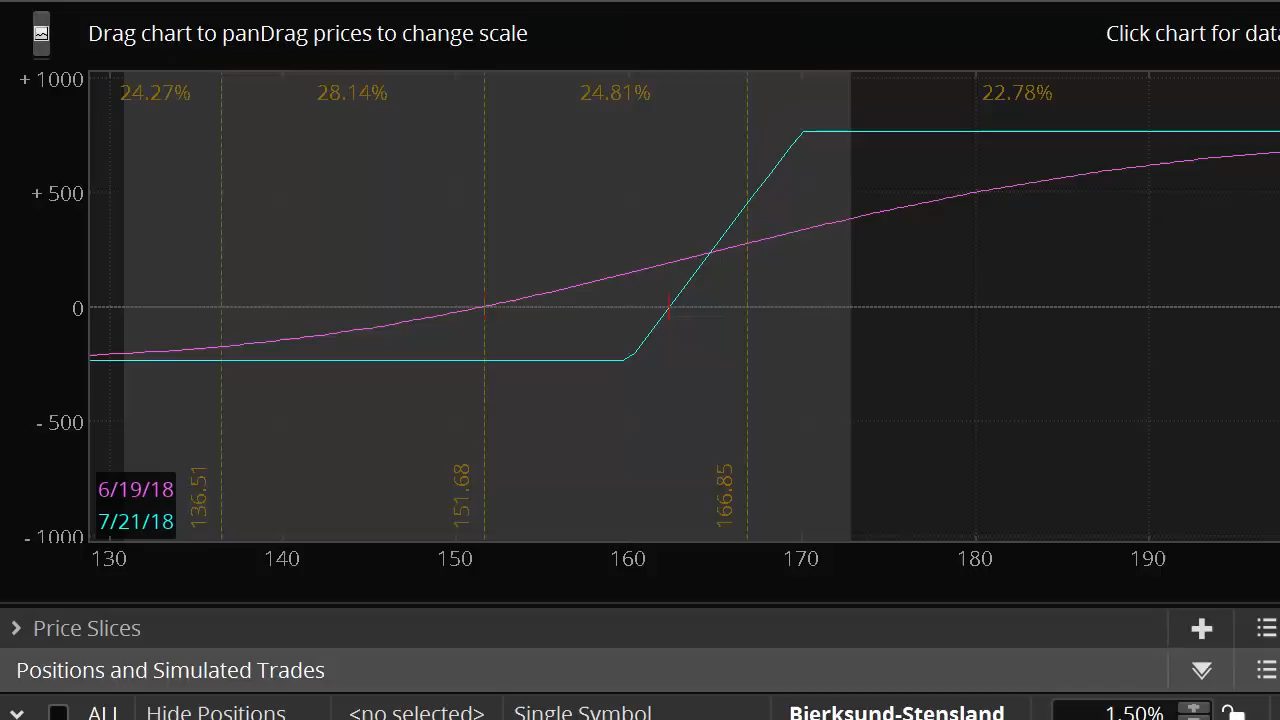 Drag chart to panDrag prices to change scale
Click chart for data
+ 1000
24.27%
28.14%
24.81%
22.78%
+ 500
0
- 500
- 1000
136.51
151.68
166.85
6/19/18
7/21/18
130
140
150
160
170
180
190
Price Slices
Positions and Simulated Trades
ALL
Hide Positions
<no selected>
Single Symbol
Bjerksund-Stensland
1.50%